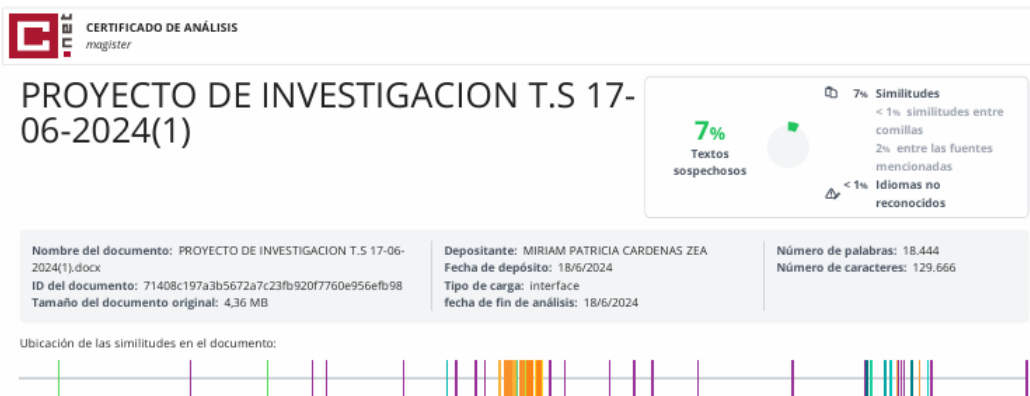 C .net
CERTIFICADO DE ANÁLISIS
magister
PROYECTO DE INVESTIGACION T.S 17-
06-2024(1)
7%
Textos
sospechosos
7% Similitudes
< 1% similitudes entre
comillas
2% entre las fuentes
mencionadas
< 1% Idiomas no
reconocidos
Nombre del documento: PROYECTO DE INVESTIGACION T.S 17-06-
2024(1).docx
ID del documento: 71408c197a3b5672a7c23fb920f7760e956efb98
Tamaño del documento original: 4,36 MB
Depositante: MIRIAM PATRICIA CARDENAS ZEA
Fecha de depósito: 18/6/2024
Tipo de carga: interface
fecha de fin de análisis: 18/6/2024
Número de palabras: 18.444
Número de caracteres: 129.666
Ubicación de las similitudes en el documento: